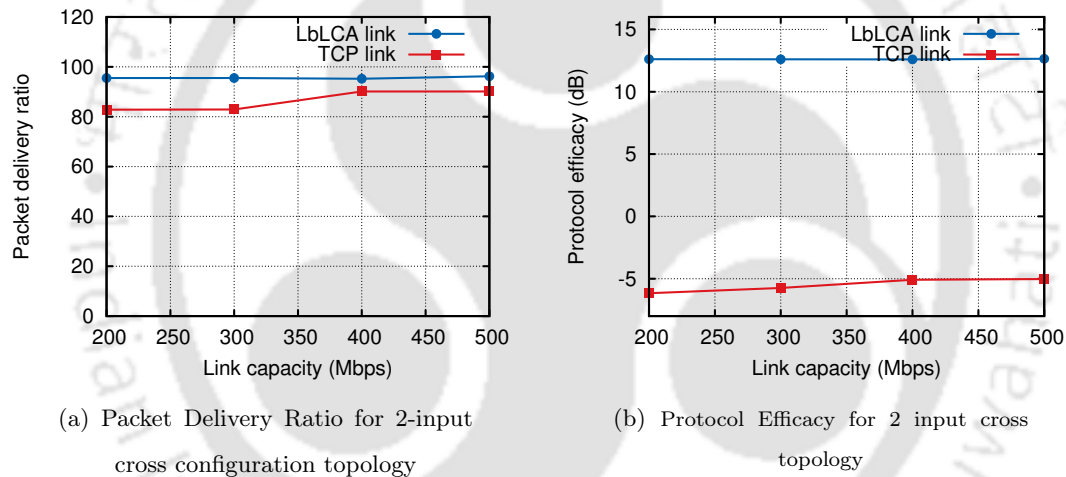 120
100
80
60
40
20
0
200 250 300 350 400 450 500
Packet delivery ratio
Link capacity (Mbps)
LbLCA link
TCP link
(a) Packet Delivery Ratio for 2-input
cross configuration topology
15
10
5
0
-5
200 250 300 350 400 450 500
Protocol efficacy (dB)
Link capacity (Mbps)
LbLCA link
TCP link
(b) Protocol Efficacy for 2 input cross
topology